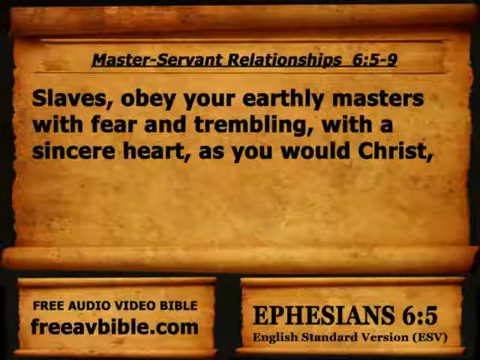 Master-Servant Relationships 6:5-9
Slaves, obey your earthly masters
with fear and trembling, with a
sincere heart, as you would Christ,
FREE AUDIO VIDEO BIBLE
freeavbible.com
EPHESIANS 6:5
English Standard Version (ESV)